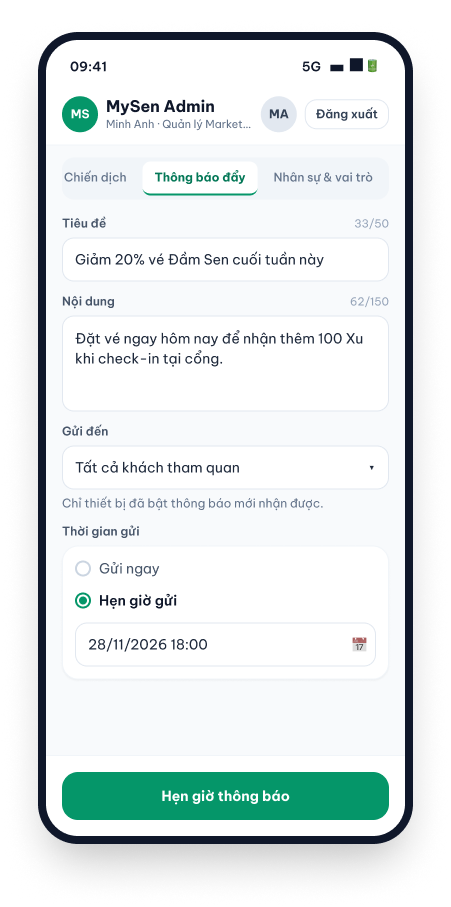 09:41
5G
MS
MySen Admin
Minh Anh · Quản lý Market...
MA
Đăng xuất
Chiến dịch
Thông báo đẩy
Nhân sự & vai trò
Tiêu đề
33/50
Giảm 20% vé Đầm Sen cuối tuần này
Nội dung
62/150
Đặt vé ngay hôm nay để nhận thêm 100 Xu
khi check-in tại cổng.
Gửi đến
Tất cả khách tham quan
Chỉ thiết bị đã bật thông báo mới nhận được.
Thời gian gửi
Gửi ngay
Hẹn giờ gửi
28/11/2026 18:00
17
Hẹn giờ thông báo